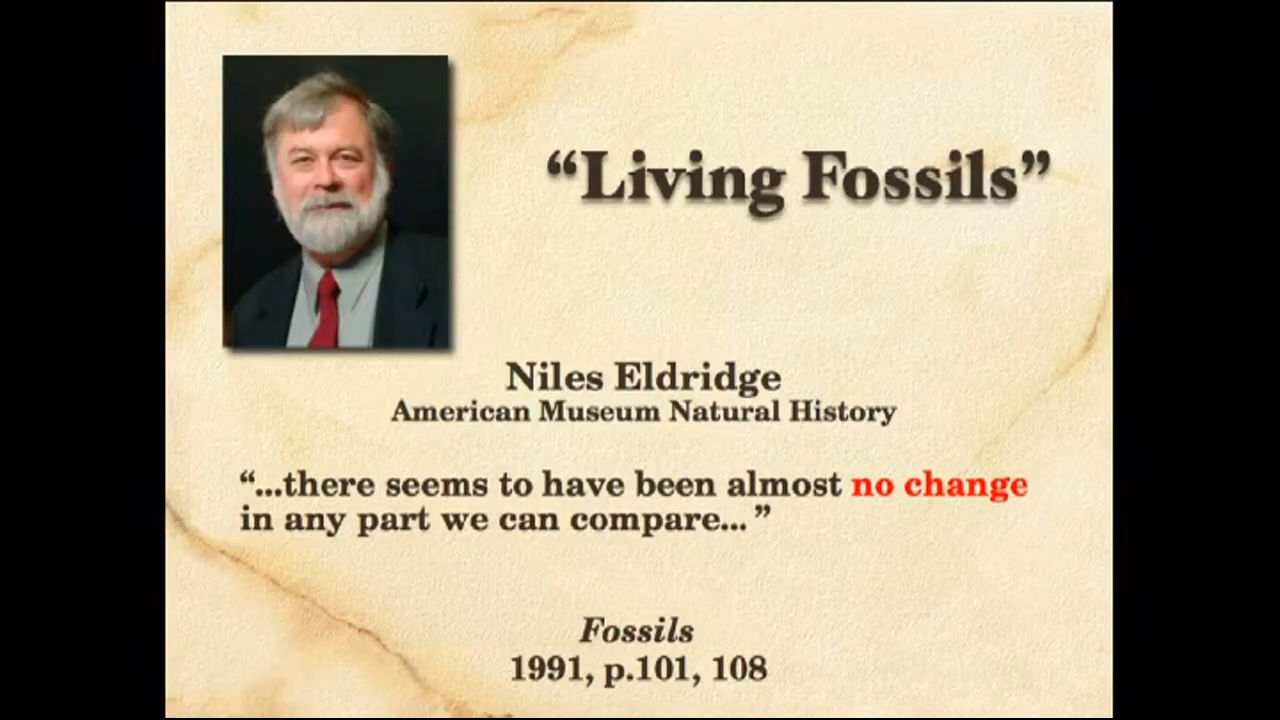 “Living Fossils”
Niles Eldridge
American Museum Natural History
“...there seems to have been almost no change
in any part we can compare... ”
Fossils
1991, p.101, 108